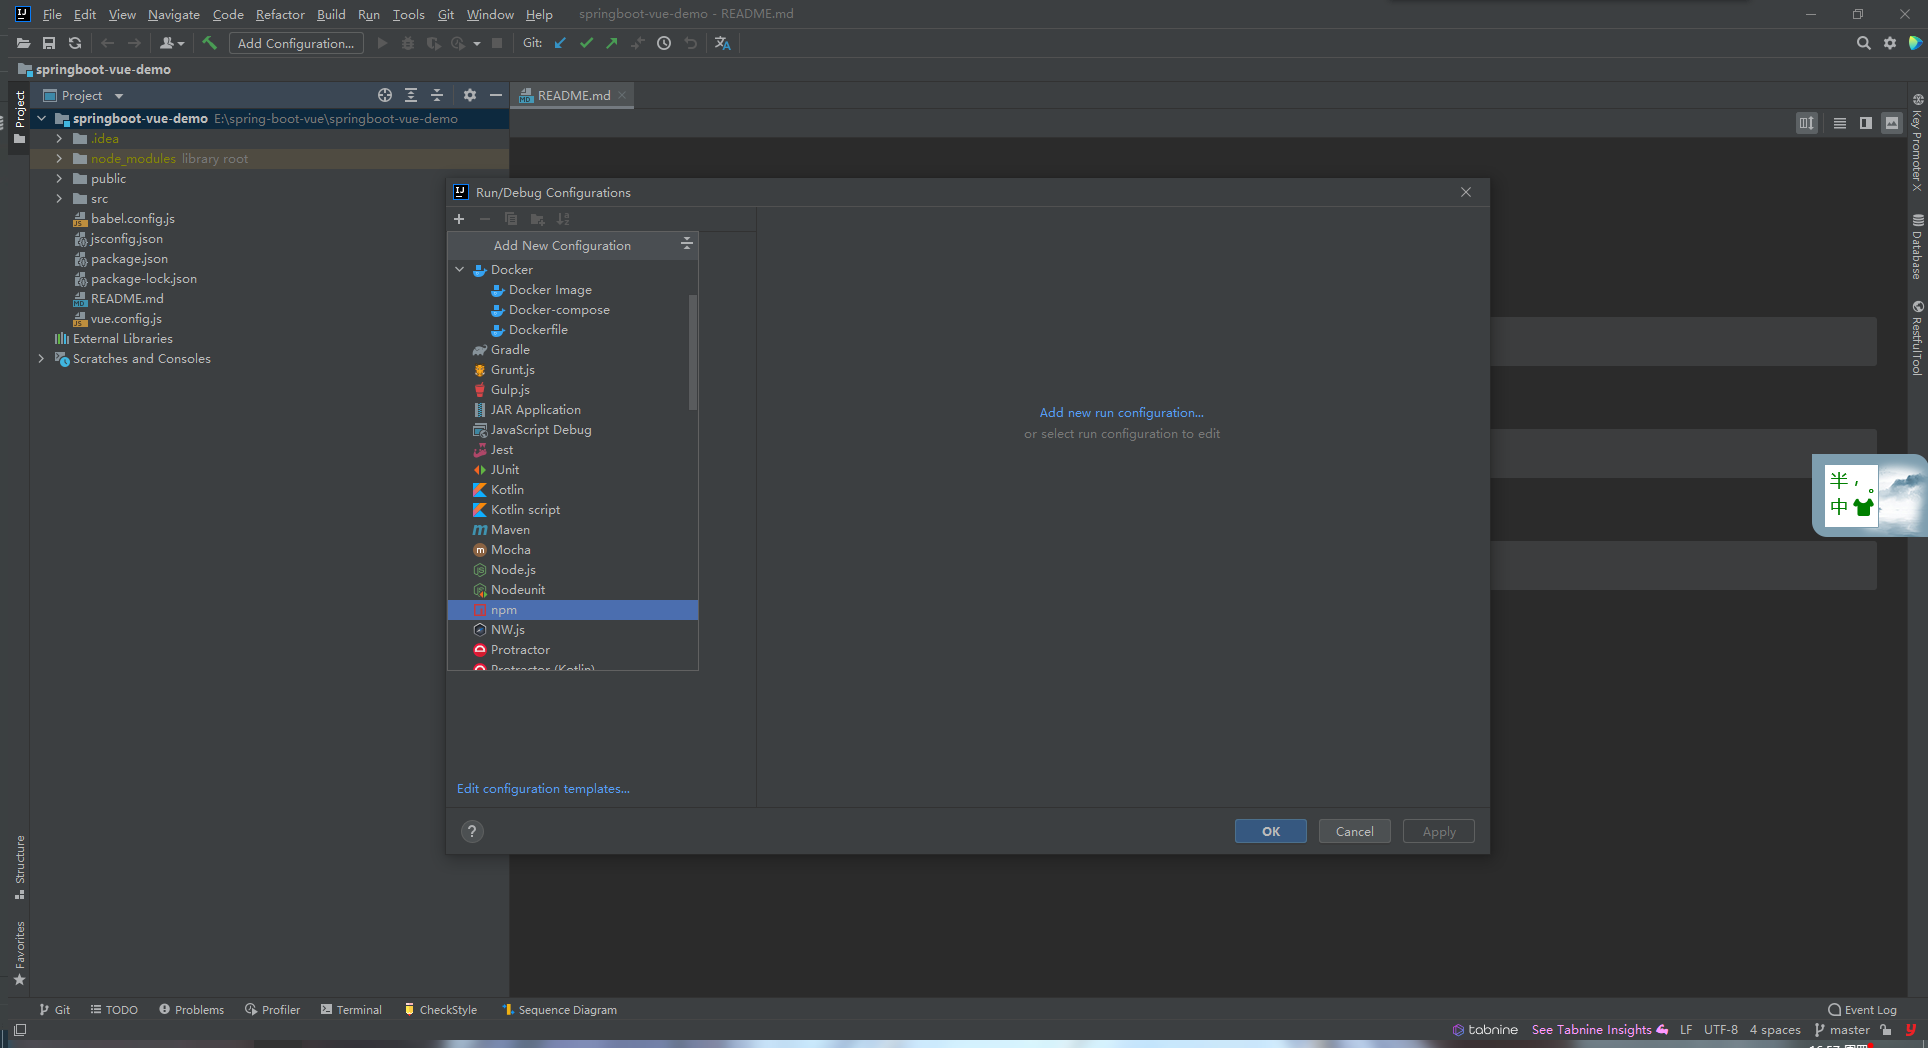 File Edit View Navigate Code Refactor Build Run Tools Git Window Help springboot-vue-demo - README.md
Add Configuration... Git:
springboot-vue-demo
Project
Project
README.md
springboot-vue-demo E:\spring-boot-vue\springboot-vue-demo
.idea
node_modules library root
public
src
babel.config.js
jsconfig.json
package.json
package-lock.json
README.md
vue.config.js
External Libraries
Scratches and Consoles
Run/Debug Configurations
Add New Configuration
Docker
Docker Image
Docker-compose
Dockerfile
Gradle
Grunt.js
Gulp.js
JAR Application
JavaScript Debug
Jest
JUnit
Kotlin
Kotlin script
Maven
Mocha
Node.js
Nodeunit
npm
NW.js
Protractor
Protractor (Kotlin)
Add new run configuration...
or select run configuration to edit
Edit configuration templates...
?
OK Cancel Apply
Key Promoter X
Database
RestfulTool
半 ， 。
中
Structure
Favorites
Git TODO Problems Profiler Terminal CheckStyle Sequence Diagram Event Log
tabnine See Tabnine Insights LF UTF-8 4 spaces master